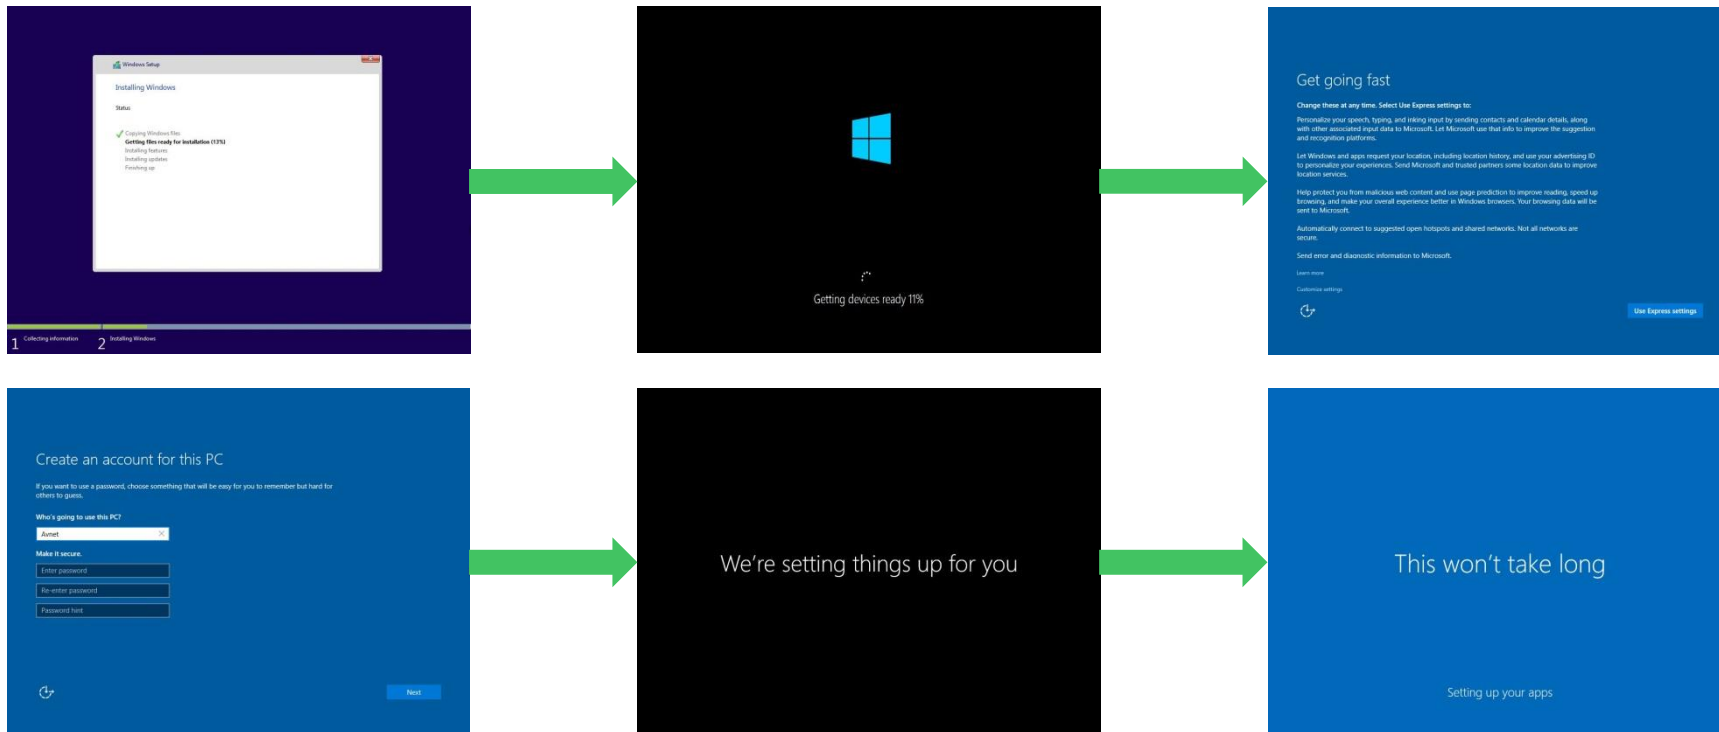 Windows Setup
Installing Windows
Status
Copying Windows files
Getting files ready for installation (13%)
Installing features
Installing updates
Finishing up
1 Collecting information 2 Installing Windows
Getting devices ready 11%
Get going fast
Change these at any time. Select Use Express settings to:
Personalize your speech, typing, and inking input by sending contacts and calendar details, along
with other associated input data to Microsoft. Let Microsoft use that info to improve the suggestion
and recognition platforms.
Let Windows and apps request your location, including location history, and use your advertising ID
to personalize your experiences. Send Microsoft and trusted partners some location data to improve
location services.
Help protect you from malicious web content and use page prediction to improve reading, speed up
browsing, and make your overall experience better in Windows browsers. Your browsing data will be
sent to Microsoft.
Automatically connect to suggested open hotspots and shared networks. Not all networks are
secure.
Send error and diagnostic information to Microsoft.
Learn more
Customize settings
Use Express settings
Create an account for this PC
If you want to use a password, choose something that will be easy for you to remember but hard for
others to guess.
Who's going to use this PC?
Avnet
Make it secure.
Enter password
Re-enter password
Password hint
Next
We're setting things up for you
This won't take long
Setting up your apps